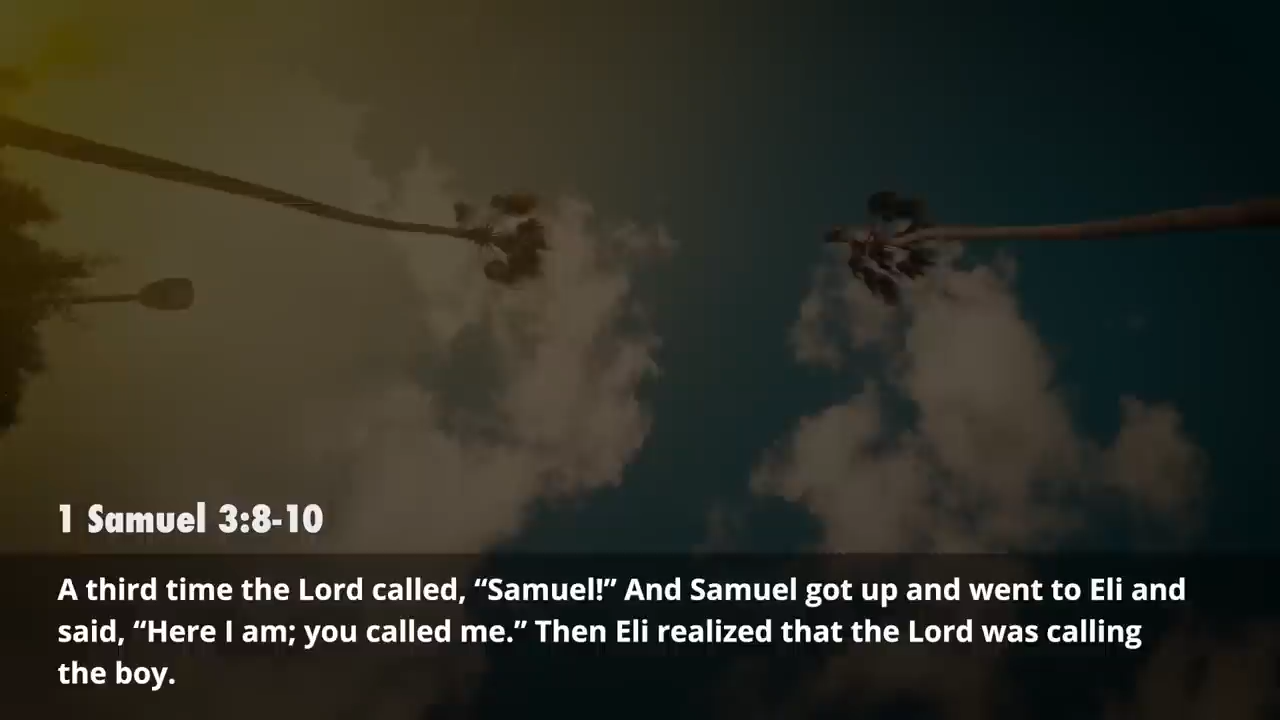 1 Samuel 3:8-10
A third time the Lord called, “Samuel!” And Samuel got up and went to Eli and
said, “Here I am; you called me.” Then Eli realized that the Lord was calling
the boy.